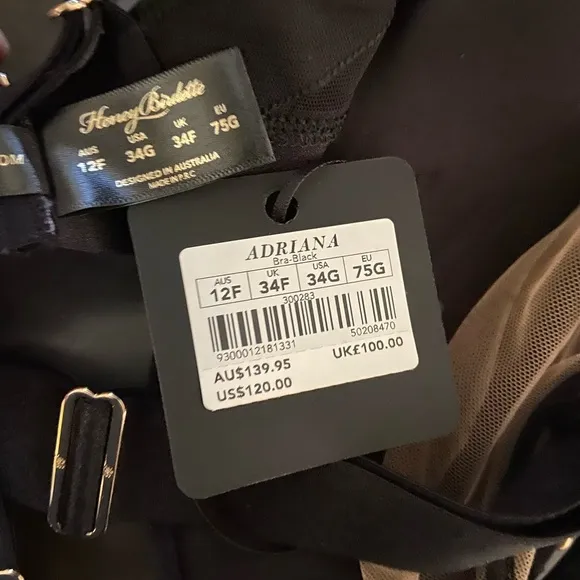 Honey Birdette
AUS USA UK EU
12F 34G 34F 75G
DESIGNED IN AUSTRALIA
MADE IN P.R.C
OM
ADRIANA
Bra-Black
AUS UK USA EU
12F 34F 34G 75G
300283
9300012181331 50208470
AU$139.95 UK£100.00
US$120.00